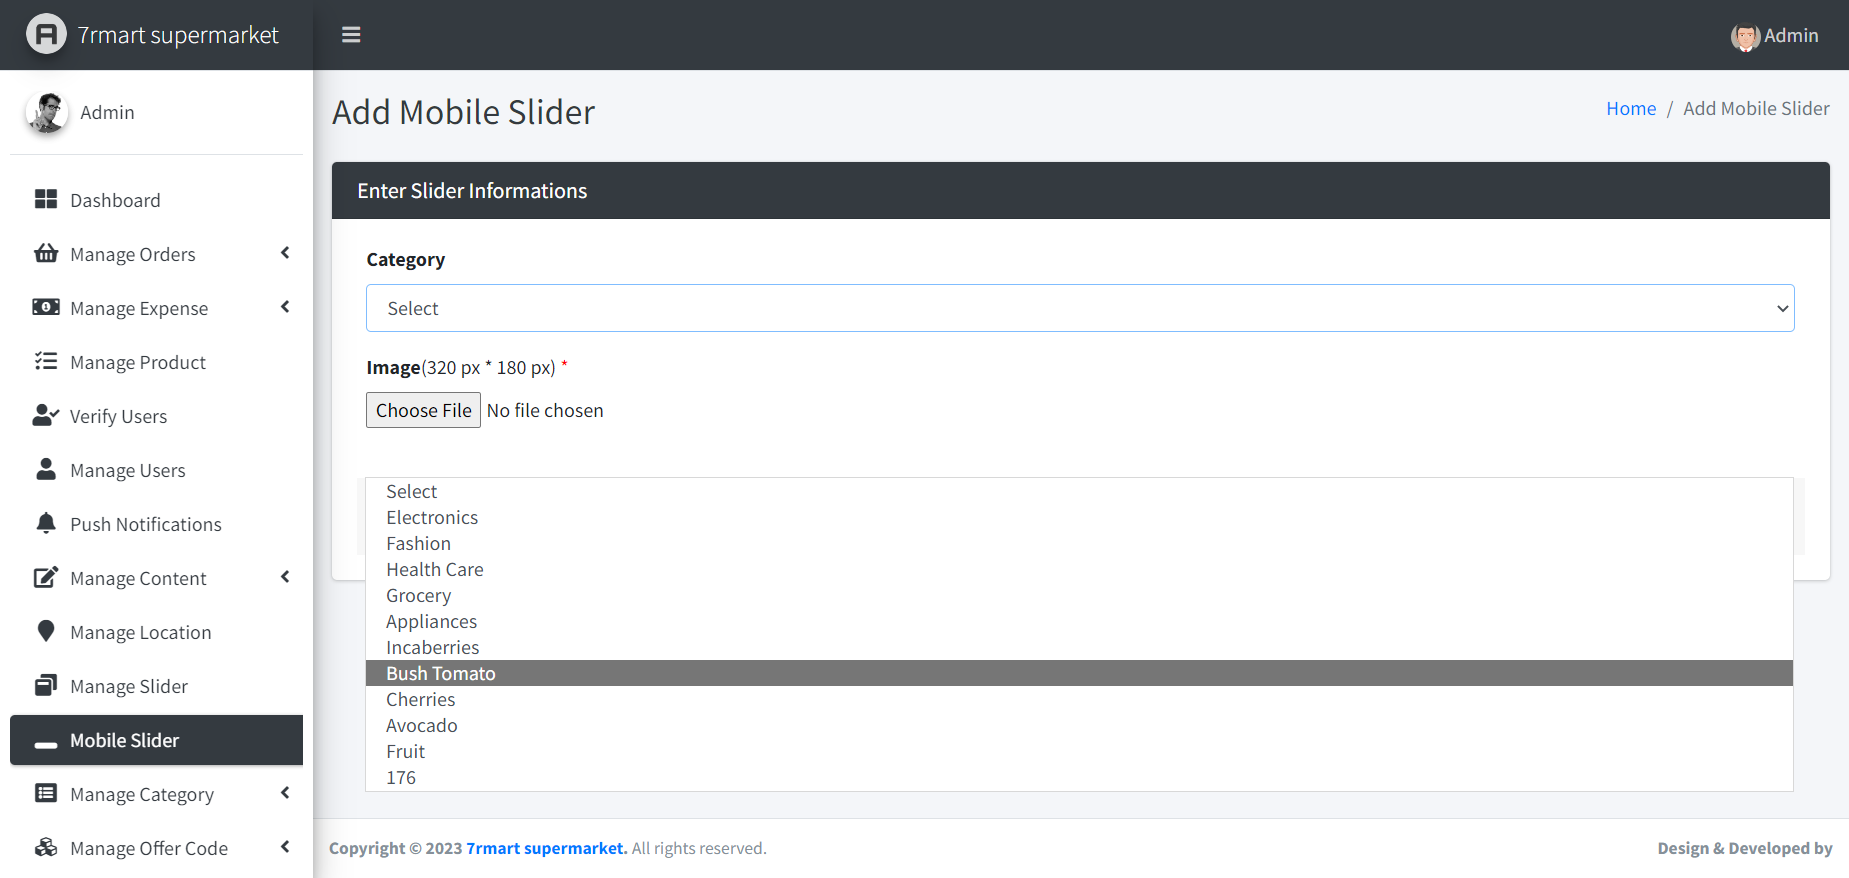 7rmart supermarket
Admin
Admin
Dashboard
Manage Orders
Manage Expense
Manage Product
Verify Users
Manage Users
Push Notifications
Manage Content
Manage Location
Manage Slider
Mobile Slider
Manage Category
Manage Offer Code
Add Mobile Slider
Home / Add Mobile Slider
Enter Slider Informations
Category
Select
Image(320 px * 180 px) *
Choose File No file chosen
Select
Electronics
Fashion
Health Care
Grocery
Appliances
Incaberries
Bush Tomato
Cherries
Avocado
Fruit
176
Copyright © 2023 7rmart supermarket. All rights reserved.
Design & Developed by